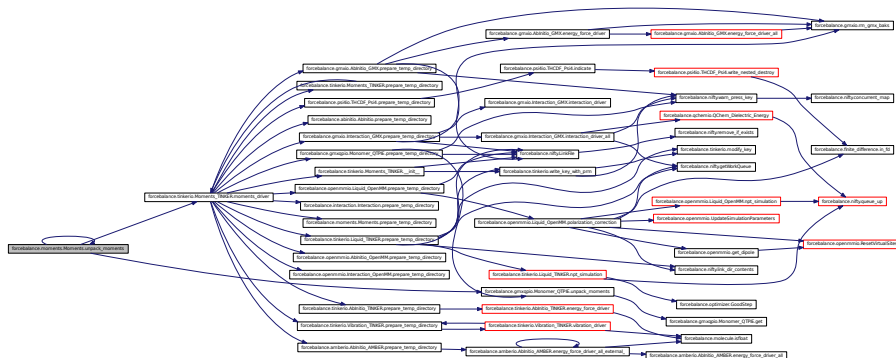 forcebalance.moments.Moments.unpack_moments
forcebalance.tinkerio.Moments_TINKER.moments_driver
forcebalance.gmxio.AbInitio_GMX.prepare_temp_directory
forcebalance.tinkerio.Moments_TINKER.prepare_temp_directory
forcebalance.psi4io.THCDF_Psi4.prepare_temp_directory
forcebalance.abinitio.AbInitio.prepare_temp_directory
forcebalance.gmxio.Interaction_GMX.prepare_temp_directory
forcebalance.gmxqpio.Monomer_QTPIE.prepare_temp_directory
forcebalance.tinkerio.Moments_TINKER.__init__
forcebalance.openmmio.Liquid_OpenMM.prepare_temp_directory
forcebalance.interaction.Interaction.prepare_temp_directory
forcebalance.moments.Moments.prepare_temp_directory
forcebalance.tinkerio.Liquid_TINKER.prepare_temp_directory
forcebalance.openmmio.AbInitio_OpenMM.prepare_temp_directory
forcebalance.openmmio.Interaction_OpenMM.prepare_temp_directory
forcebalance.tinkerio.AbInitio_TINKER.prepare_temp_directory
forcebalance.tinkerio.Vibration_TINKER.prepare_temp_directory
forcebalance.amberio.AbInitio_AMBER.prepare_temp_directory
forcebalance.gmxio.AbInitio_GMX.energy_force_driver
forcebalance.psi4io.THCDF_Psi4.indicate
forcebalance.gmxio.Interaction_GMX.interaction_driver
forcebalance.gmxio.Interaction_GMX.interaction_driver_all
forcebalance.nifty.LinkFile
forcebalance.tinkerio.write_key_with_prm
forcebalance.openmmio.Liquid_OpenMM.polarization_correction
forcebalance.tinkerio.Liquid_TINKER.npt_simulation
forcebalance.gmxqpio.Monomer_QTPIE.unpack_moments
forcebalance.tinkerio.AbInitio_TINKER.energy_force_driver
forcebalance.tinkerio.Vibration_TINKER.vibration_driver
forcebalance.amberio.AbInitio_AMBER.energy_force_driver_all_external_
forcebalance.gmxio.AbInitio_GMX.energy_force_driver_all
forcebalance.psi4io.THCDF_Psi4.write_nested_destroy
forcebalance.nifty.warn_press_key
forcebalance.qchemio.QChem_Dielectric_Energy
forcebalance.nifty.remove_if_exists
forcebalance.tinkerio.modify_key
forcebalance.nifty.getWorkQueue
forcebalance.openmmio.Liquid_OpenMM.npt_simulation
forcebalance.openmmio.UpdateSimulationParameters
forcebalance.openmmio.get_dipole
forcebalance.nifty.link_dir_contents
forcebalance.optimizer.GoodStep
forcebalance.gmxqpio.Monomer_QTPIE.get
forcebalance.molecule.isfloat
forcebalance.amberio.AbInitio_AMBER.energy_force_driver_all
forcebalance.gmxio.rm_gmx_baks
forcebalance.nifty.concurrent_map
forcebalance.finite_difference.in_fd
forcebalance.nifty.queue_up
forcebalance.openmmio.ResetVirtualSites